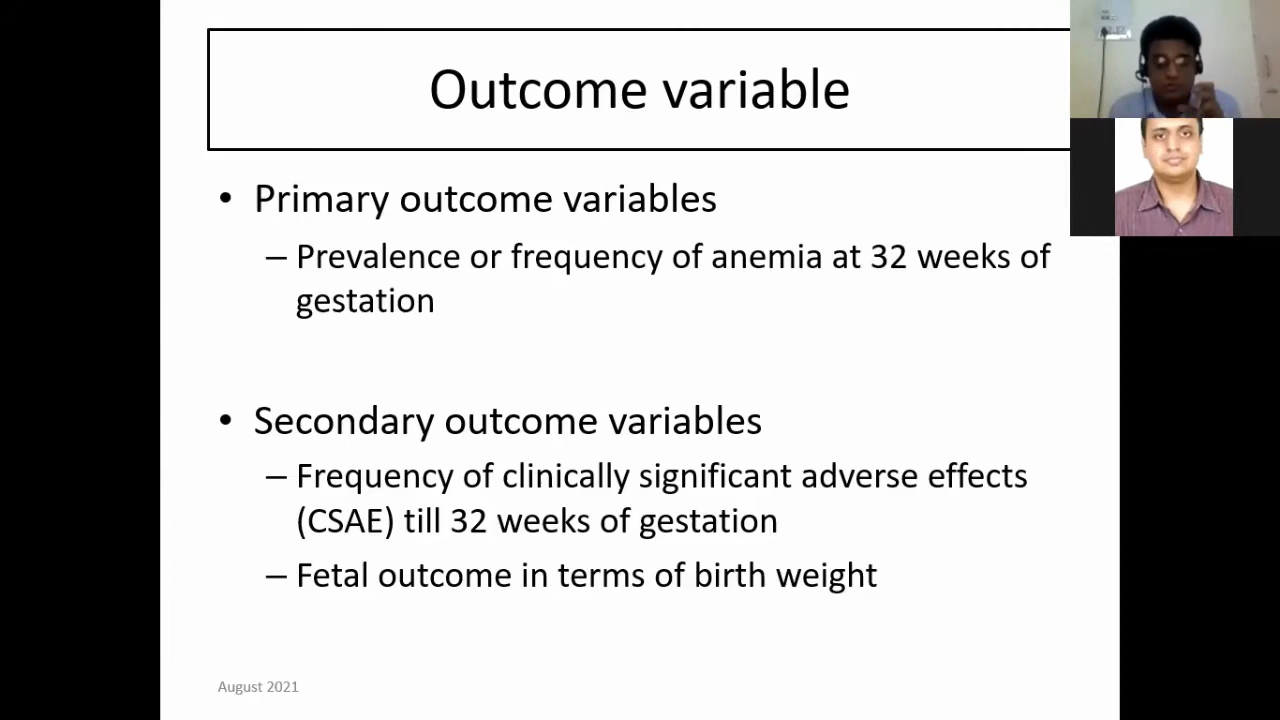 Outcome variable
• Primary outcome variables
– Prevalence or frequency of anemia at 32 weeks of
gestation
• Secondary outcome variables
– Frequency of clinically significant adverse effects
(CSAE) till 32 weeks of gestation
– Fetal outcome in terms of birth weight
August 2021